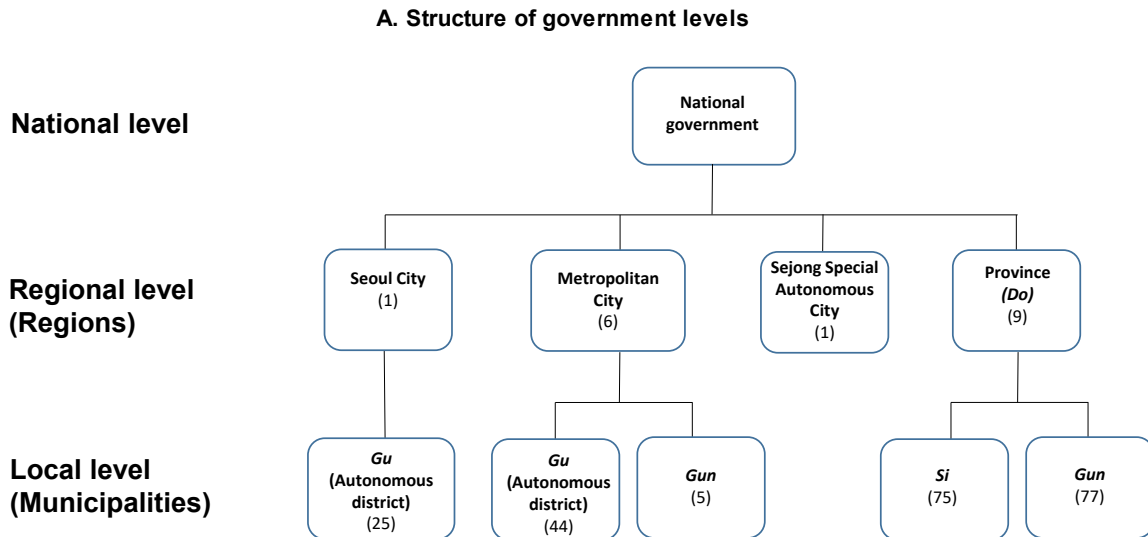 A. Structure of government levels
National level
National
government
Regional level
(Regions)
Seoul City
(1)
Metropolitan
City
(6)
Sejong Special
Autonomous
City
(1)
Province
(Do)
(9)
Local level
(Municipalities)
Gu
(Autonomous
district)
(25)
Gu
(Autonomous
district)
(44)
Gun
(5)
Si
(75)
Gun
(77)